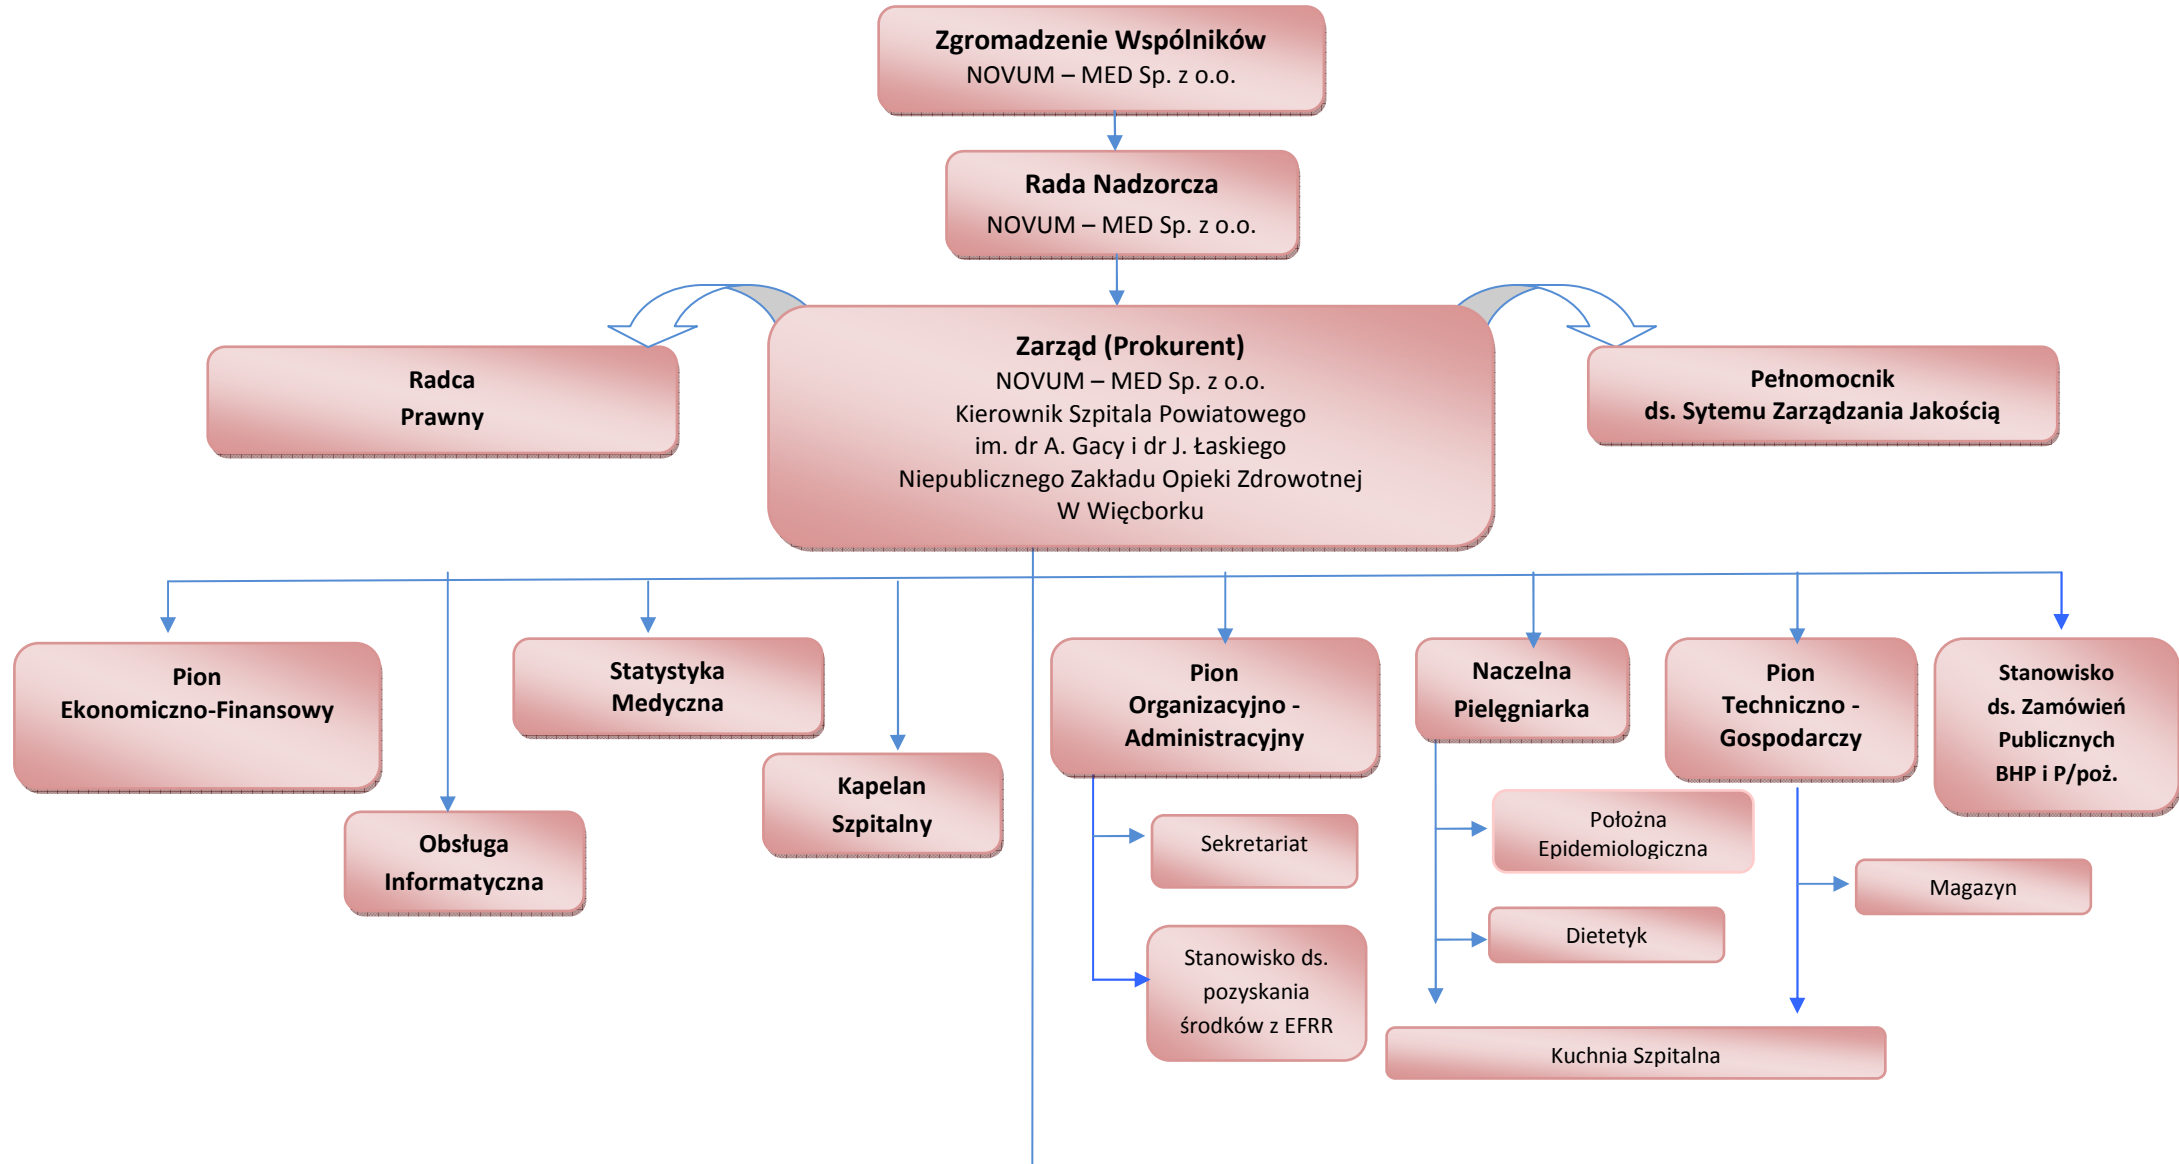 Zgromadzenie Wspólników
NOVUM – MED Sp. z o.o.
Rada Nadzorcza
NOVUM – MED Sp. z o.o.
Radca
Prawny
Zarząd (Prokurent)
NOVUM – MED Sp. z o.o.
Kierownik Szpitala Powiatowego
im. dr A. Gacy i dr J. Łaskiego
Niepublicznego Zakładu Opieki Zdrowotnej
W Więcborku
Pełnomocnik
ds. Sytemu Zarządzania Jakością
Pion
Ekonomiczno-Finansowy
Obsługa
Informatyczna
Statystyka
Medyczna
Kapelan
Szpitalny
Pion
Organizacyjno -
Administracyjny
Sekretariat
Stanowisko ds.
pozyskania
środków z EFRR
Naczelna
Pielęgniarka
Położna
Epidemiologiczna
Dietetyk
Kuchnia Szpitalna
Pion
Techniczno -
Gospodarczy
Magazyn
Stanowisko
ds. Zamówień
Publicznych
BHP i P/poż.